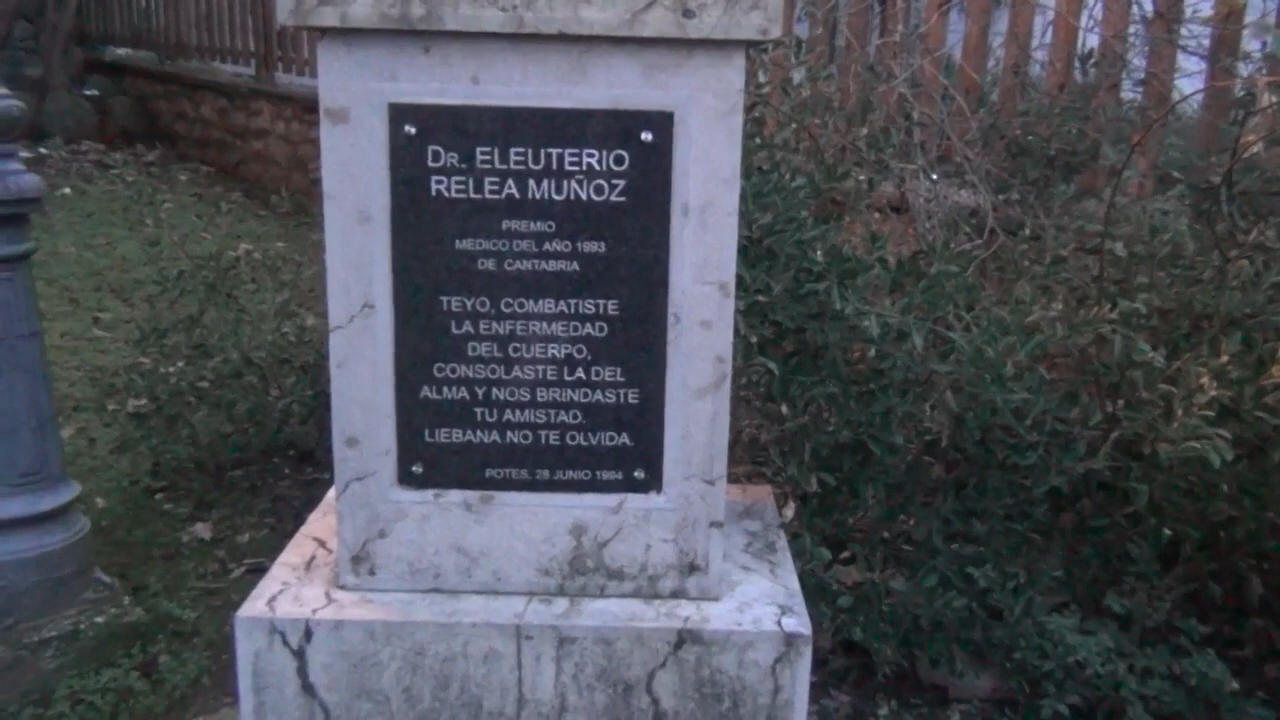 DR. ELEUTERIO
RELEA MUÑOZ
PREMIO
MEDICO DEL AÑO 1993
DE CANTABRIA
TEYO, COMBATISTE
LA ENFERMEDAD
DEL CUERPO,
CONSOLASTE LA DEL
ALMA Y NOS BRINDASTE
TU AMISTAD.
LIEBANA NO TE OLVIDA.
POTES, 28 JUNIO 1994